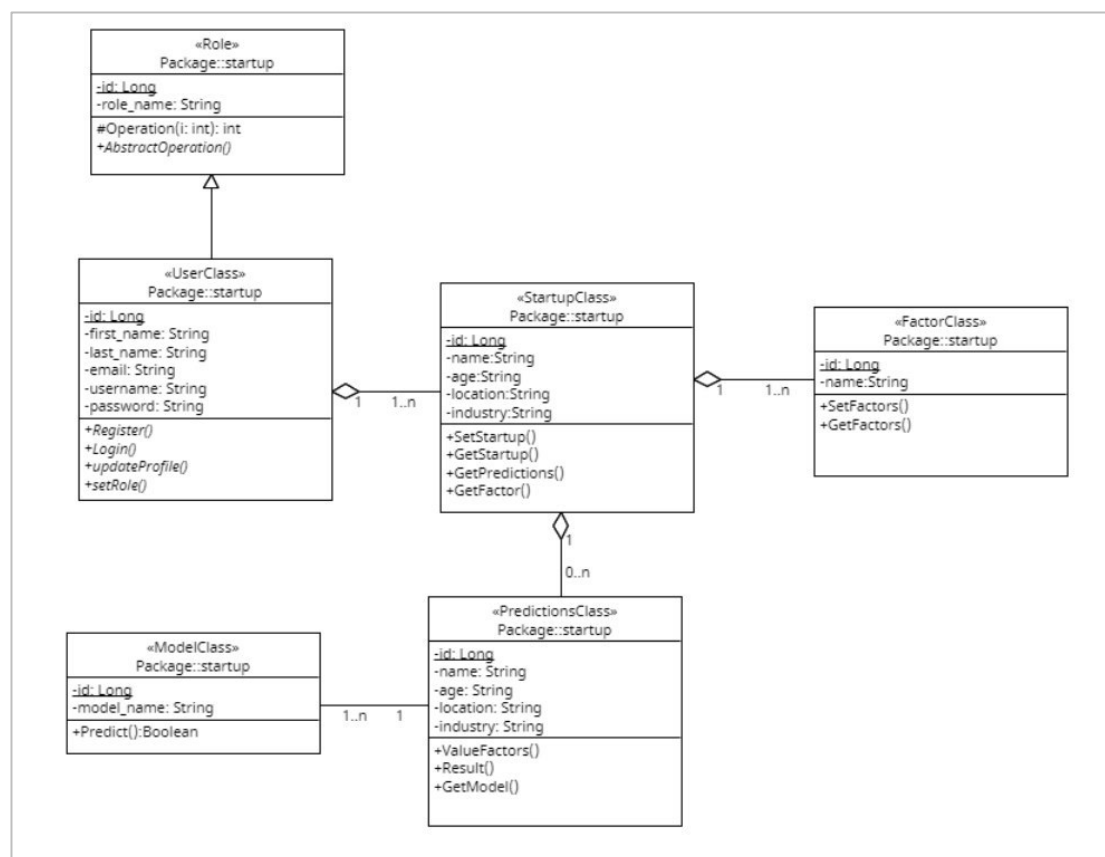 «Role»
Package::startup
-id: Long
-role_name: String
#Operation(i: int): int
+AbstractOperation()
«UserClass»
Package::startup
-id: Long
-first_name: String
-last_name: String
-email: String
-username: String
-password: String
+Register()
+Login()
+updateProfile()
+setRole()
1
1..n
«StartupClass»
Package::startup
-id: Long
-name:String
-age:String
-location:String
-industry:String
+SetStartup()
+GetStartup()
+GetPredictions()
+GetFactor()
1
1..n
«FactorClass»
Package::startup
-id: Long
-name:String
+SetFactors()
+GetFactors()
1
0..n
«PredictionsClass»
Package::startup
-id: Long
-name: String
-age: String
-location: String
-industry: String
+ValueFactors()
+Result()
+GetModel()
«ModelClass»
Package::startup
-id: Long
-model_name: String
+Predict():Boolean
1..n
1